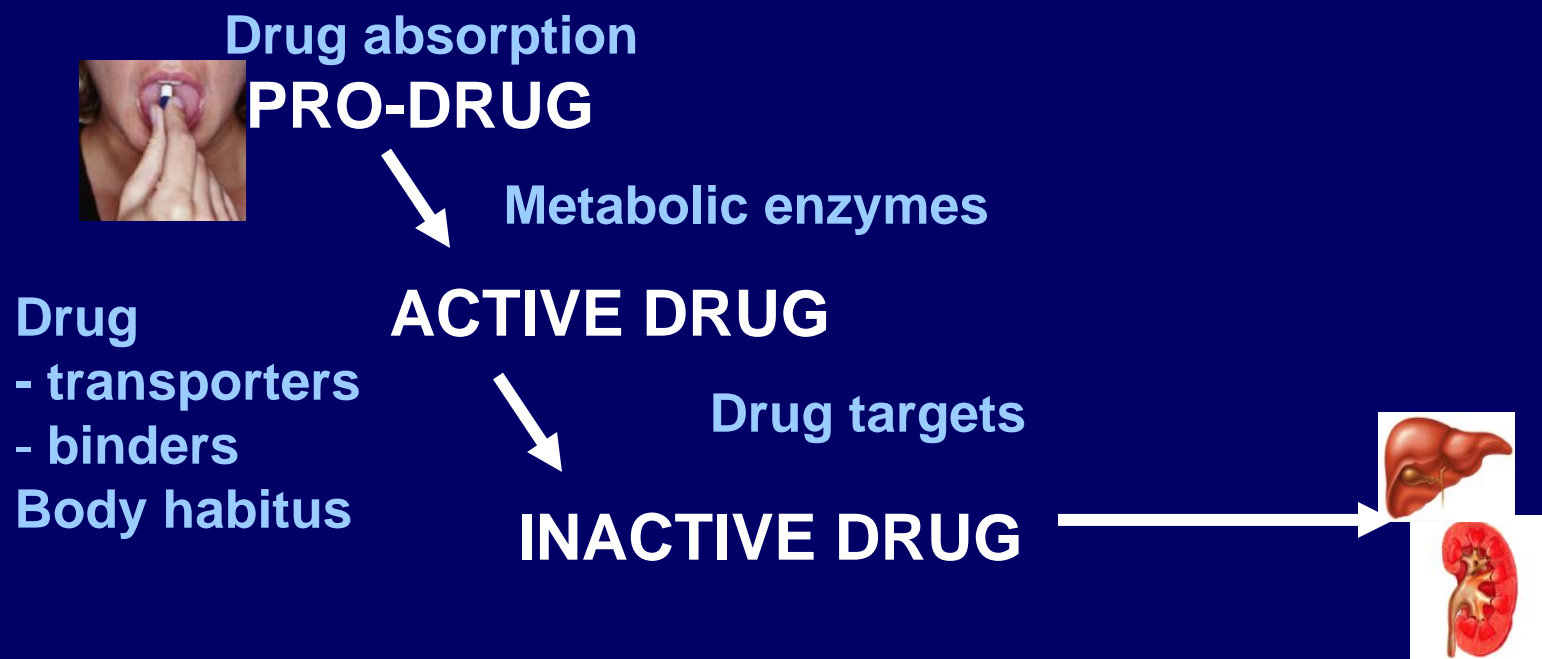 Drug absorption
PRO-DRUG
Metabolic enzymes
ACTIVE DRUG
Drug
- transporters
- binders
Body habitus
Drug targets
INACTIVE DRUG